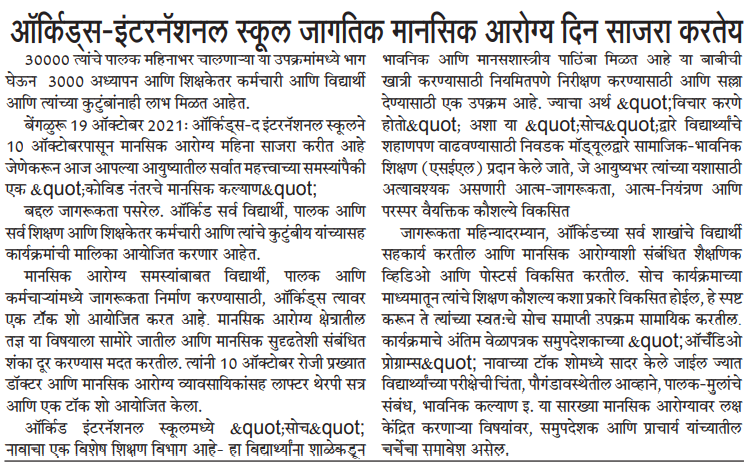 ऑर्किड्स-इंटरनॅशनल स्कूल जागतिक मानसिक आरोग्य दिन साजरा करतेय
30000 त्यांचे पालक महिनाभर चालणाऱ्या या उपक्रमांमध्ये भाग
घेऊन 3000 अध्यापन आणि शिक्षकेतर कर्मचारी आणि विद्यार्थी
आणि त्यांच्या कुटुंबांनाही लाभ मिळत आहेत.
बेंगळुरू 19 ऑक्टोबर 2021: ऑर्किड्स-द इंटरनॅशनल स्कूलने
10 ऑक्टोबरपासून मानसिक आरोग्य महिना साजरा करीत आहे
जेणेकरून आज आपल्या आयुष्यातील सर्वात महत्त्वाच्या समस्यांपैकी
एक &quot;कोविड नंतरचे मानसिक कल्याण&quot;
बद्दल जागरूकता पसरेल. ऑर्किड सर्व विद्यार्थी, पालक आणि
सर्व शिक्षण आणि शिक्षकेतर कर्मचारी आणि त्यांचे कुटुंबीय यांच्यासह
कार्यक्रमांची मालिका आयोजित करणार आहेत.
मानसिक आरोग्य समस्यांबाबत विद्यार्थी, पालक आणि
कर्मचाऱ्यांमध्ये जागरूकता निर्माण करण्यासाठी, ऑर्किड्स त्यावर
एक टॉक शो आयोजित करत आहे. मानसिक आरोग्य क्षेत्रातील
तज्ञ या विषयाला सामोरे जातील आणि मानसिक सुदृढतेशी संबंधित
शंका दूर करण्यास मदत करतील. त्यांनी 10 ऑक्टोबर रोजी प्रख्यात
डॉक्टर आणि मानसिक आरोग्य व्यावसायिकांसह लाफ्टर थेरपी सत्र
आणि एक टॉक शो आयोजित केला.
ऑर्किड इंटरनॅशनल स्कूलमध्ये &quot;सोच&quot;
नावाचा एक विशेष शिक्षण विभाग आहे- हा विद्यार्थ्यांना शाळेकडून
भावनिक आणि मानसशास्त्रीय पाठिंबा मिळत आहे या बाबीची
खात्री करण्यासाठी नियमितपणे निरीक्षण करण्यासाठी आणि सल्ला
देण्यासाठी एक उपक्रम आहे. ज्याचा अर्थ &quot;विचार करणे
होतो&quot; अशा या &quot;सोच&quot;द्वारे विद्यार्थ्यांचे
शहाणपण वाढवण्यासाठी निवडक मॉड्यूलद्वारे सामाजिक-भावनिक
शिक्षण (एसईएल) प्रदान केले जाते, जे आयुष्यभर त्यांच्या यशासाठी
अत्यावश्यक असणारी आत्म-जागरूकता, आत्म-नियंत्रण आणि
परस्पर वैयक्तिक कौशल्ये विकसित
जागरूकता महिन्यादरम्यान, ऑर्किडच्या सर्व शाखांचे विद्यार्थी
सहकार्य करतील आणि मानसिक आरोग्याशी संबंधित शैक्षणिक
व्हिडिओ आणि पोस्टर्स विकसित करतील. सोच कार्यक्रमाच्या
माध्यमातून त्यांचे शिक्षण कौशल्य कशा प्रकारे विकसित होईल, हे स्पष्ट
करून ते त्यांच्या स्वतःचे सोच समाप्ती उपक्रम सामायिक करतील.
कार्यक्रमाचे अंतिम वेळापत्रक समुपदेशकाच्या &quot;ऑर्चंडिओ
प्रोग्राम्स&quot; नावाच्या टॉक शोमध्ये सादर केले जाईल ज्यात
विद्यार्थ्यांच्या परीक्षेची चिंता, पौगंडावस्थेतील आव्हाने, पालक-मुलांचे
संबंध, भावनिक कल्याण इ. या सारख्या मानसिक आरोग्यावर लक्ष
केंद्रित करणाऱ्या विषयांवर, समुपदेशक आणि प्राचार्य यांच्यातील
चर्चेचा समावेश असेल.